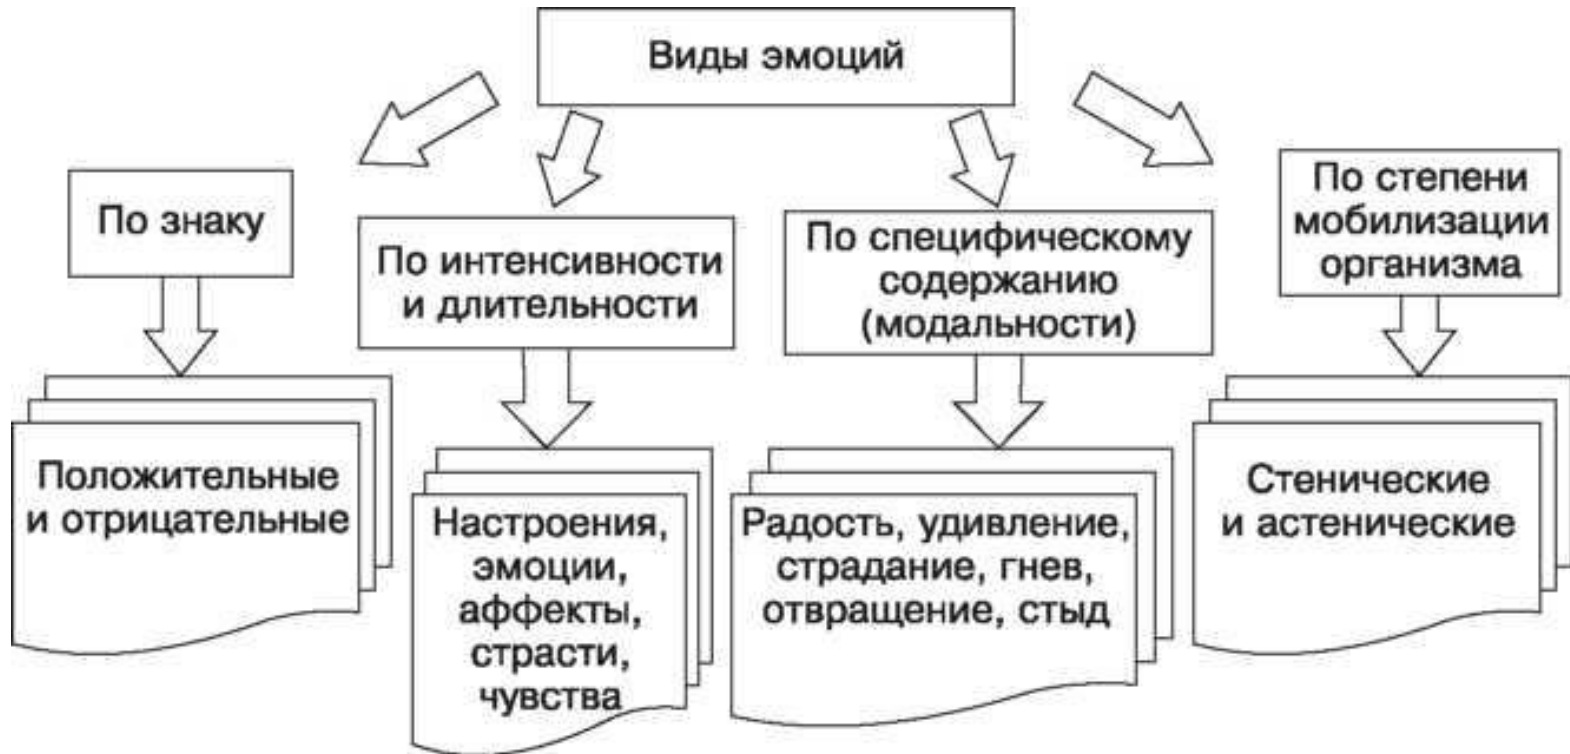 Виды эмоций
По знаку
По интенсивности
и длительности
По специфическому
содержанию
(модальности)
По степени
мобилизации
организма
Положительные
и отрицательные
Настроения,
эмоции,
аффекты,
страсти,
чувства
Радость, удивление,
страдание, гнев,
отвращение, стыд
Стенические
и астенические